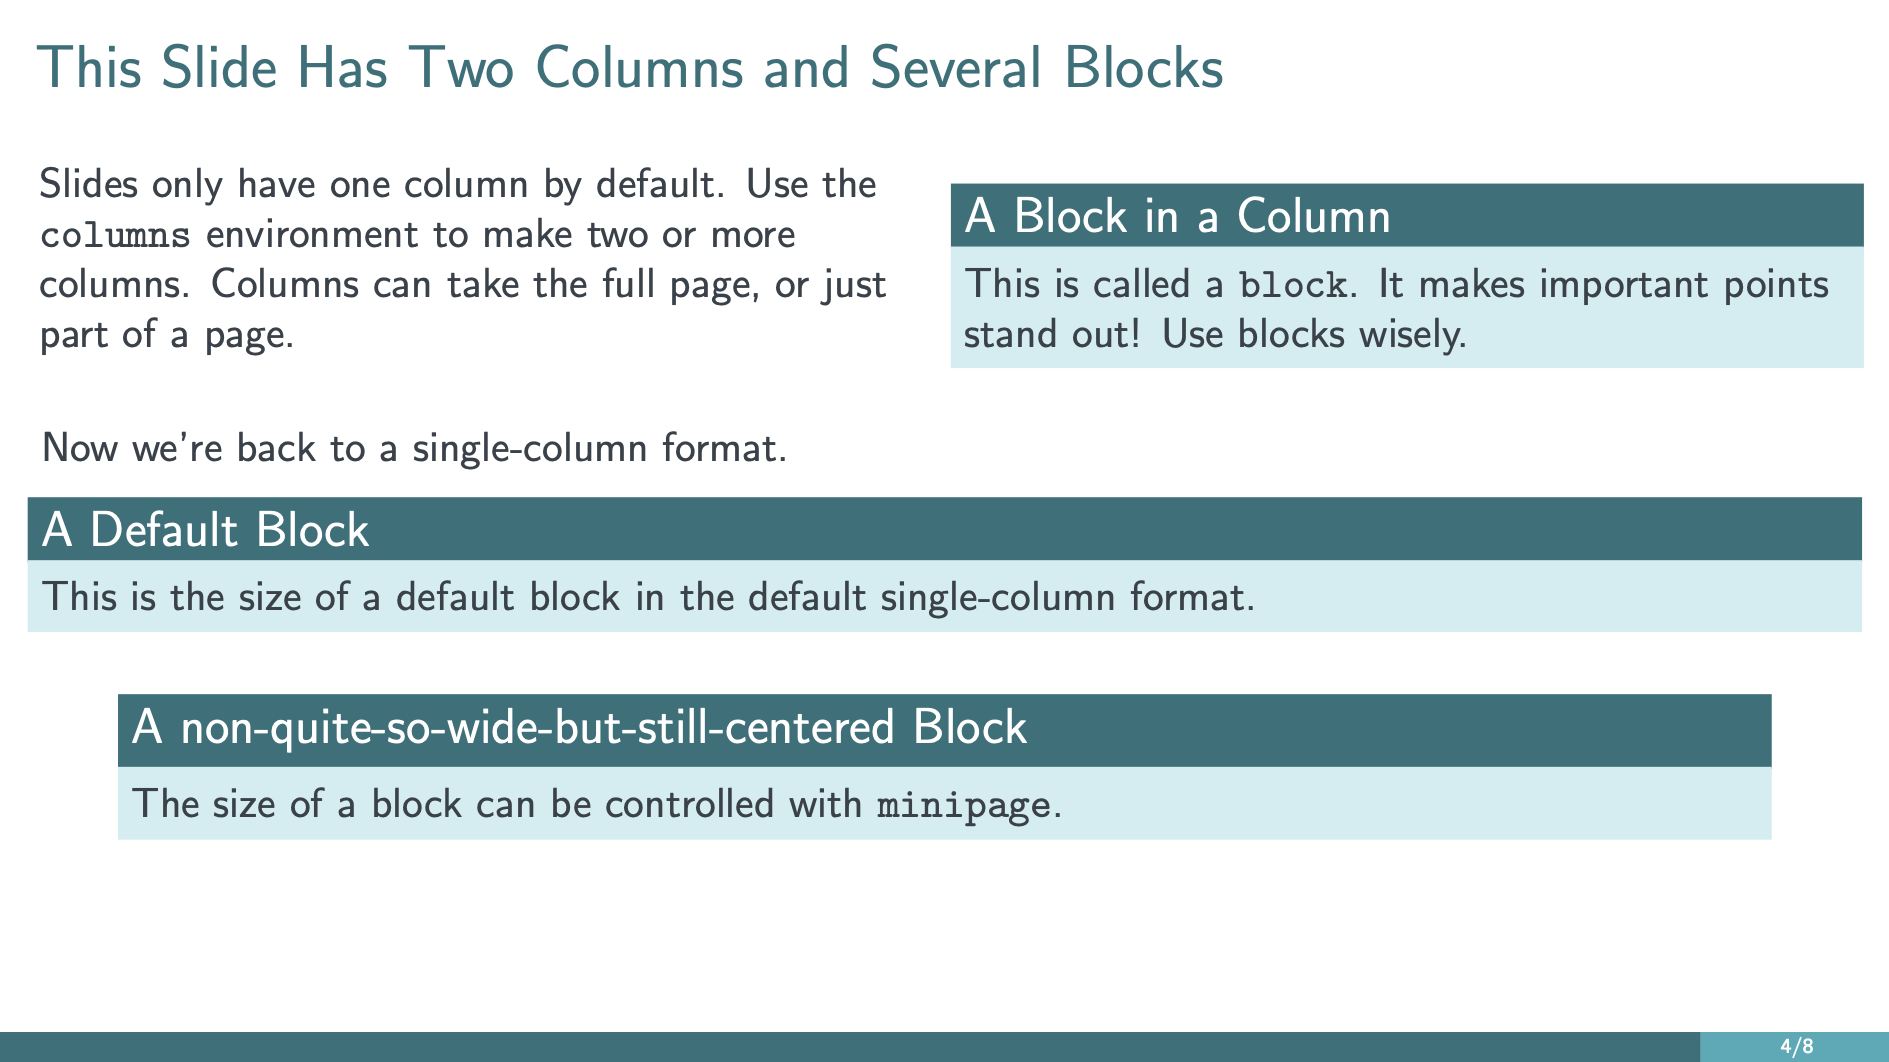 This Slide Has Two Columns and Several Blocks
Slides only have one column by default. Use the
columns environment to make two or more
columns. Columns can take the full page, or just
part of a page.
A Block in a Column
This is called a block. It makes important points
stand out! Use blocks wisely.
Now we're back to a single-column format.
A Default Block
This is the size of a default block in the default single-column format.
A non-quite-so-wide-but-still-centered Block
The size of a block can be controlled with minipage.
4/8